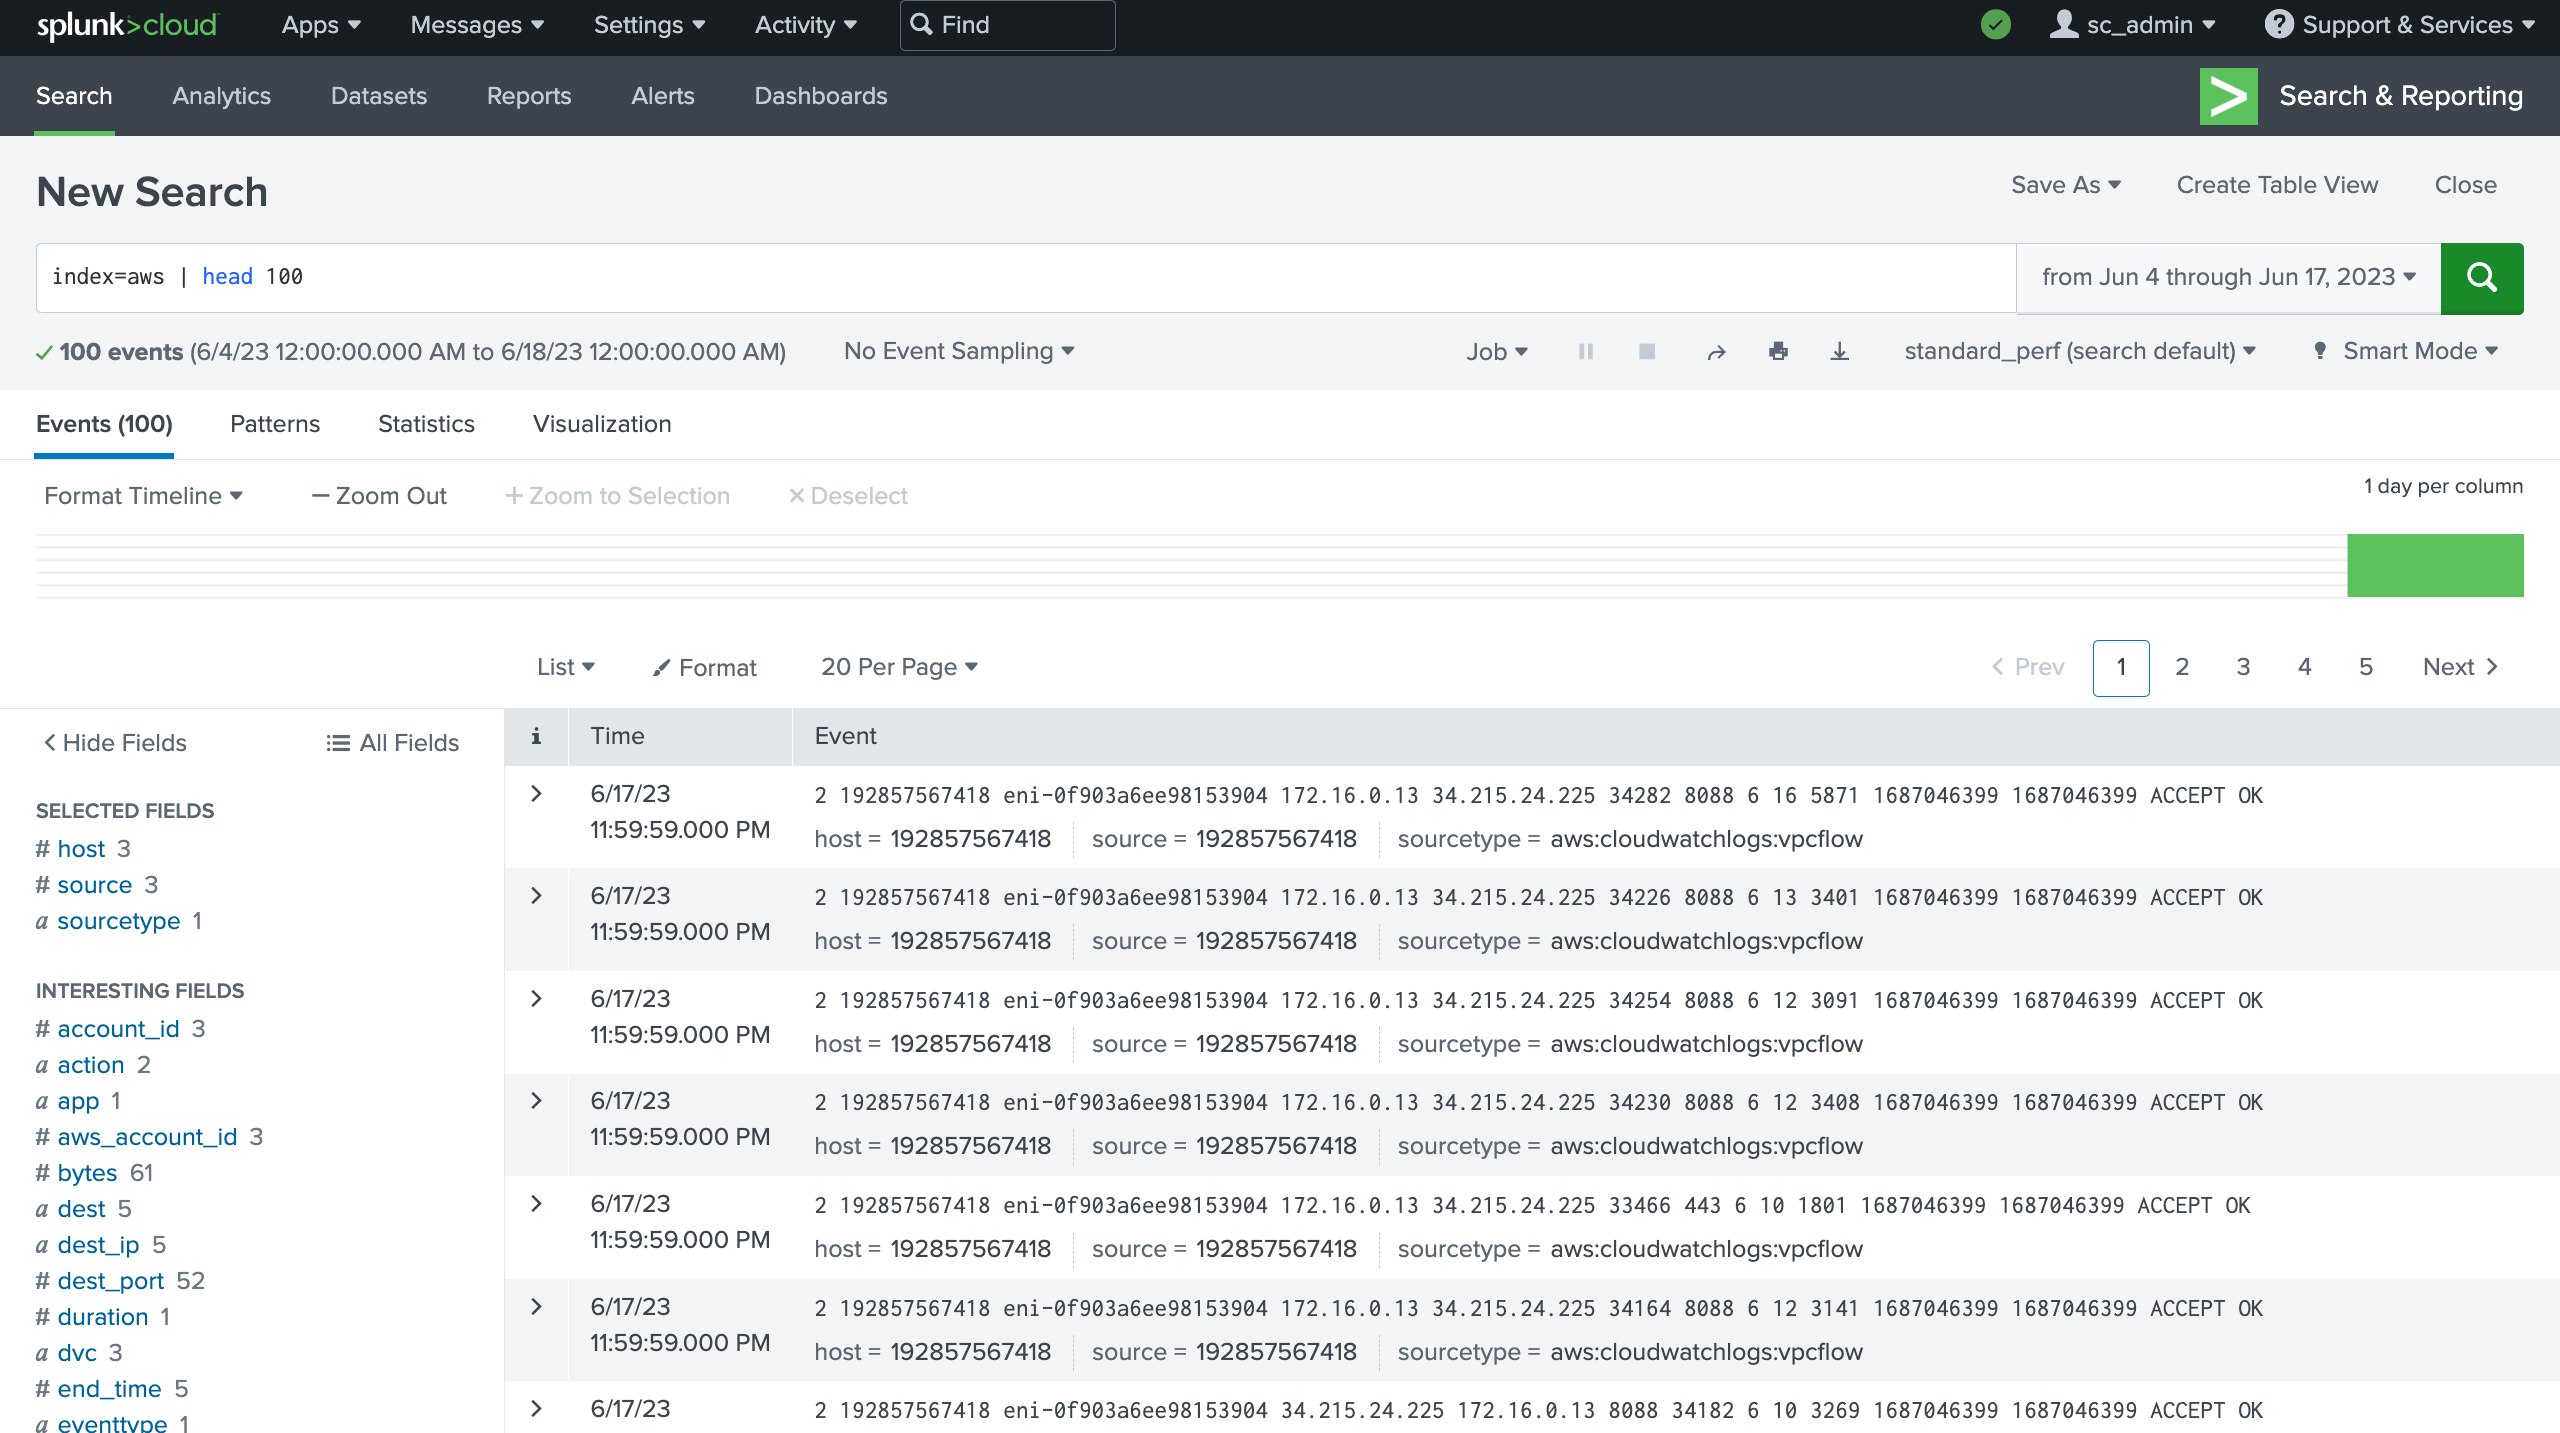 splunk>cloud Apps Messages Settings Activity Find sc_admin Support & Services
Search Analytics Datasets Reports Alerts Dashboards Search & Reporting
New Search Save As Create Table View Close
index=aws | head 100 from Jun 4 through Jun 17, 2023
100 events (6/4/23 12:00:00.000 AM to 6/18/23 12:00:00.000 AM) No Event Sampling Job standard_perf (search default) Smart Mode
Events (100) Patterns Statistics Visualization
Format Timeline — Zoom Out + Zoom to Selection × Deselect 1 day per column
List Format 20 Per Page < Prev 1 2 3 4 5 Next >
< Hide Fields All Fields
SELECTED FIELDS
# host 3
# source 3
a sourcetype 1
INTERESTING FIELDS
# account_id 3
a action 2
a app 1
# aws_account_id 3
# bytes 61
a dest 5
a dest_ip 5
# dest_port 52
# duration 1
a dvc 3
# end_time 5
a eventtype 1
i Time Event
> 6/17/23 2 192857567418 eni-0f903a6ee98153904 172.16.0.13 34.215.24.225 34282 8088 6 16 5871 1687046399 1687046399 ACCEPT OK
11:59:59.000 PM host = 192857567418 source = 192857567418 sourcetype = aws:cloudwatchlogs:vpcflow
> 6/17/23 2 192857567418 eni-0f903a6ee98153904 172.16.0.13 34.215.24.225 34226 8088 6 13 3401 1687046399 1687046399 ACCEPT OK
11:59:59.000 PM host = 192857567418 source = 192857567418 sourcetype = aws:cloudwatchlogs:vpcflow
> 6/17/23 2 192857567418 eni-0f903a6ee98153904 172.16.0.13 34.215.24.225 34254 8088 6 12 3091 1687046399 1687046399 ACCEPT OK
11:59:59.000 PM host = 192857567418 source = 192857567418 sourcetype = aws:cloudwatchlogs:vpcflow
> 6/17/23 2 192857567418 eni-0f903a6ee98153904 172.16.0.13 34.215.24.225 34230 8088 6 12 3408 1687046399 1687046399 ACCEPT OK
11:59:59.000 PM host = 192857567418 source = 192857567418 sourcetype = aws:cloudwatchlogs:vpcflow
> 6/17/23 2 192857567418 eni-0f903a6ee98153904 172.16.0.13 34.215.24.225 33466 443 6 10 1801 1687046399 1687046399 ACCEPT OK
11:59:59.000 PM host = 192857567418 source = 192857567418 sourcetype = aws:cloudwatchlogs:vpcflow
> 6/17/23 2 192857567418 eni-0f903a6ee98153904 172.16.0.13 34.215.24.225 34164 8088 6 12 3141 1687046399 1687046399 ACCEPT OK
11:59:59.000 PM host = 192857567418 source = 192857567418 sourcetype = aws:cloudwatchlogs:vpcflow
> 6/17/23 2 192857567418 eni-0f903a6ee98153904 34.215.24.225 172.16.0.13 8088 34182 6 10 3269 1687046399 1687046399 ACCEPT OK